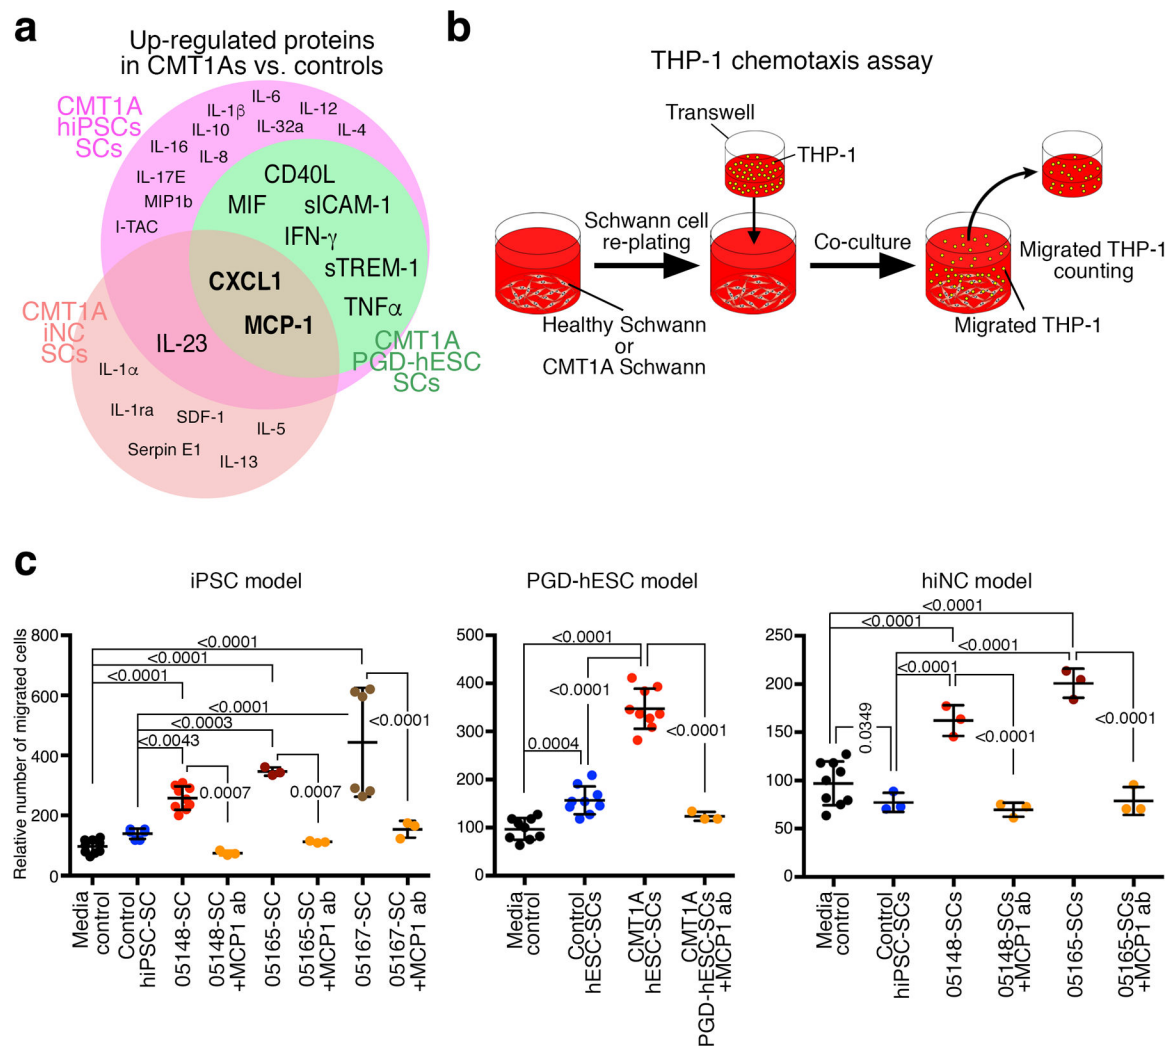 a
Up-regulated proteins
in CMT1As vs. controls
CMT1A
hiPSCs
SCs
IL-6
IL-1β
IL-12
IL-10
IL-32a
IL-4
IL-16
IL-8
IL-17E
MIP1b
I-TAC
CD40L
MIF
sICAM-1
IFN-γ
sTREM-1
TNFα
CXCL1
MCP-1
IL-23
CMT1A
iNC
SCs
CMT1A
PGD-hESC
SCs
IL-1α
IL-1ra
SDF-1
IL-5
Serpin E1
IL-13
b
THP-1 chemotaxis assay
Transwell
THP-1
Schwann cell
re-plating
Co-culture
Migrated THP-1
counting
Healthy Schwann
or
CMT1A Schwann
Migrated THP-1
c
iPSC model
Relative number of migrated cells
800
600
400
200
0
<0.0001
<0.0001
<0.0001
<0.0001
<0.0003
<0.0043
0.0007
0.0007
<0.0001
Media
control
Control
hiPSC-SC
05148-SC
05148-SC
+MCP1 ab
05165-SC
05165-SC
+MCP1 ab
05167-SC
05167-SC
+MCP1 ab
PGD-hESC model
500
400
300
200
100
0
<0.0001
<0.0001
0.0004
<0.0001
Media
control
Control
hESC-SCs
CMT1A
hESC-SCs
CMT1A
PGD-hESC-SCs
+MCP1 ab
hiNC model
250
200
150
100
50
0
<0.0001
<0.0001
<0.0001
<0.0001
0.0349
<0.0001
<0.0001
Media
control
Control
hiPSC-SCs
05148-SCs
05148-SCs
+MCP1 ab
05165-SCs
05165-SCs
+MCP1 ab